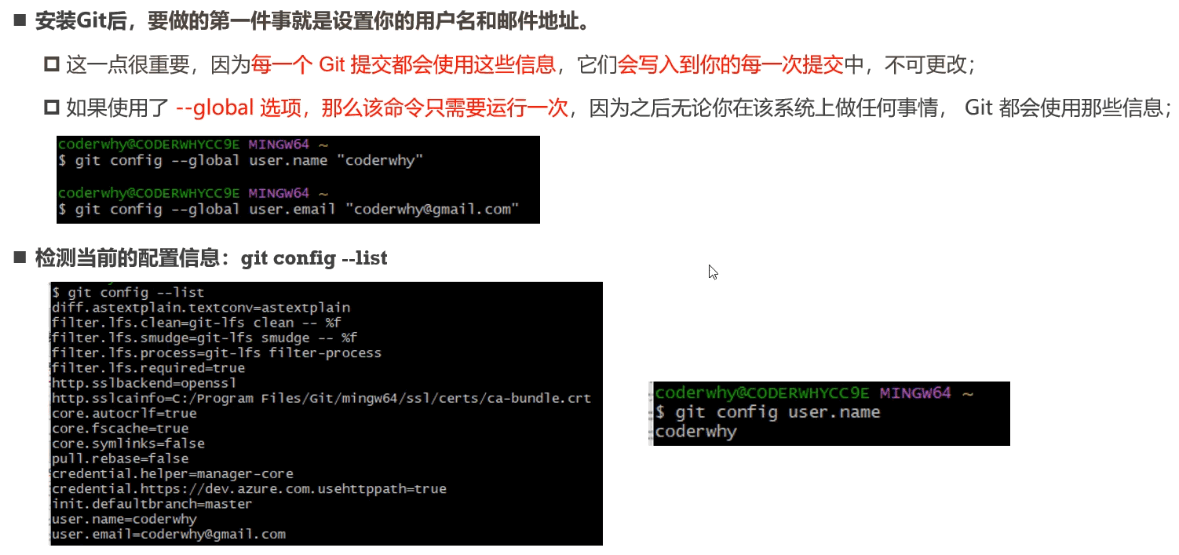 ■ 安装Git后，要做的第一件事就是设置你的用户名和邮件地址。
这一点很重要，因为每一个 Git 提交都会使用这些信息，它们会写入到你的每一次提交中，不可更改；
如果使用了 --global 选项，那么该命令只需要运行一次，因为之后无论你在该系统上做任何事情， Git 都会使用那些信息；
coderwhy@CODERWHYCC9E MINGW64 ~
$ git config --global user.name "coderwhy"
coderwhy@CODERWHYCC9E MINGW64 ~
$ git config --global user.email "coderwhy@gmail.com"
■ 检测当前的配置信息：git config --list
$ git config --list
diff.astextplain.textconv=astextplain
filter.lfs.clean=git-lfs clean -- %f
filter.lfs.smudge=git-lfs smudge -- %f
filter.lfs.process=git-lfs filter-process
filter.lfs.required=true
http.sslbackend=openssl
http.sslcainfo=C:/Program Files/Git/mingw64/ssl/certs/ca-bundle.crt
core.autocrlf=true
core.fscache=true
core.symlinks=false
pull.rebase=false
credential.helper=manager-core
credential.https://dev.azure.com.usehttppath=true
init.defaultbranch=master
user.name=coderwhy
user.email=coderwhy@gmail.com
coderwhy@CODERWHYCC9E MINGW64 ~
$ git config user.name
coderwhy